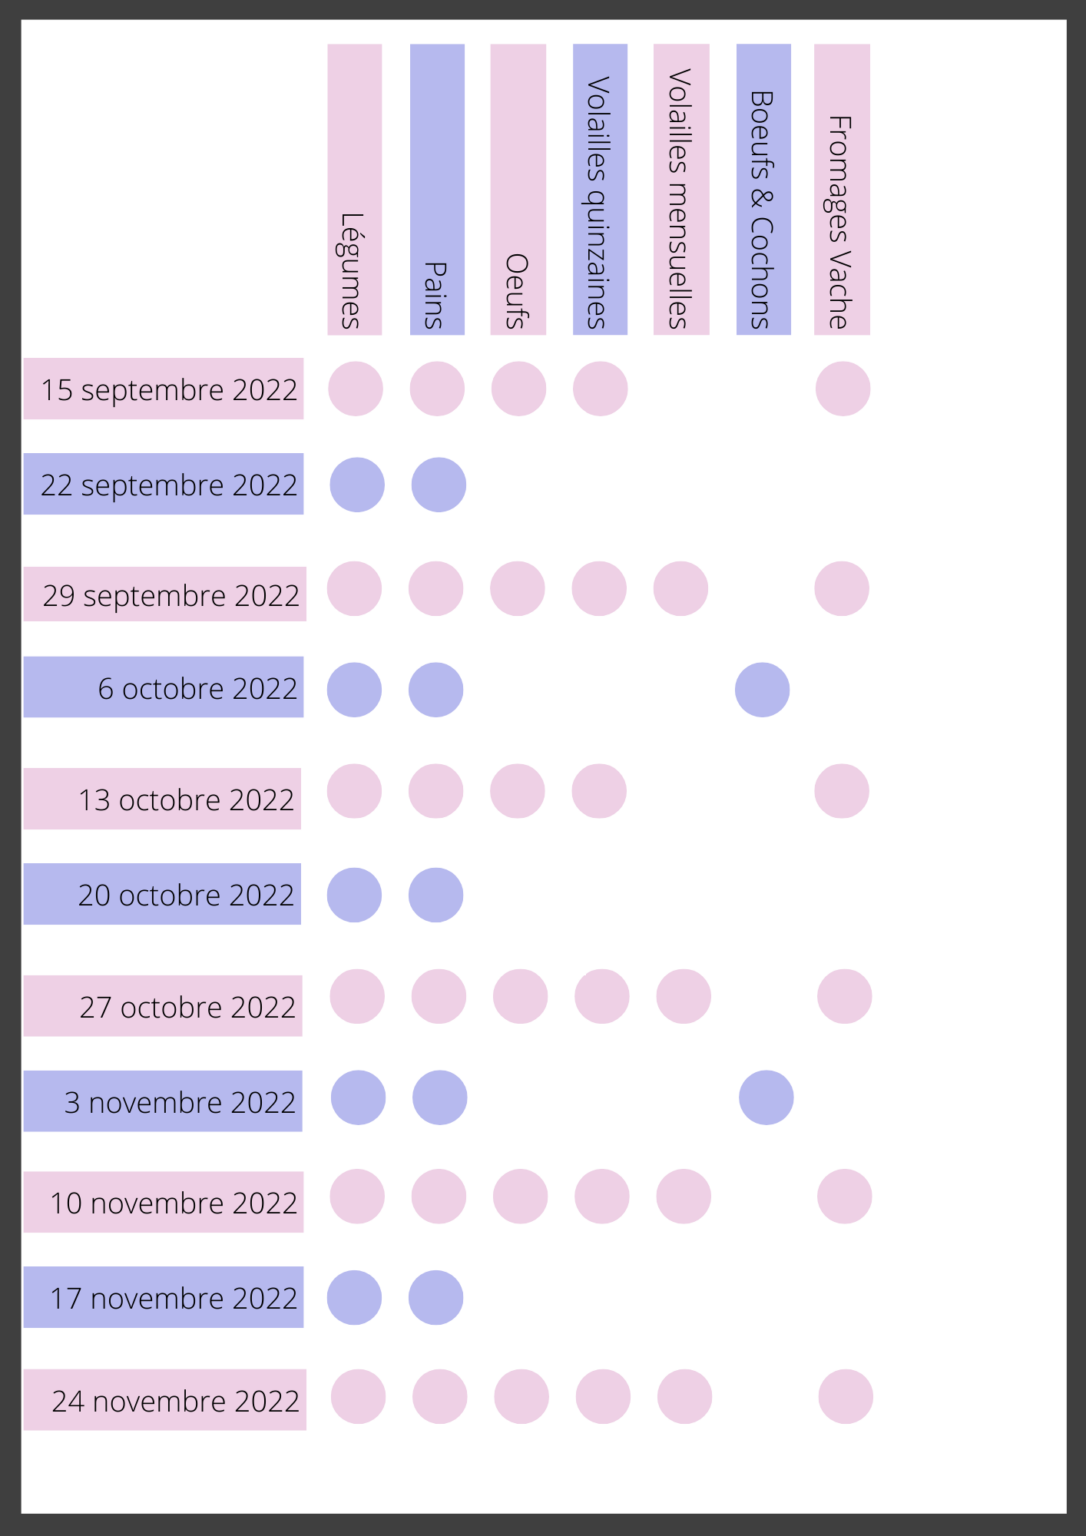 Légumes
Pains
Oeufs
Volailles quinzaines
Volailles mensuelles
Boeufs & Cochons
Fromages Vache
15 septembre 2022
22 septembre 2022
29 septembre 2022
6 octobre 2022
13 octobre 2022
20 octobre 2022
27 octobre 2022
3 novembre 2022
10 novembre 2022
17 novembre 2022
24 novembre 2022